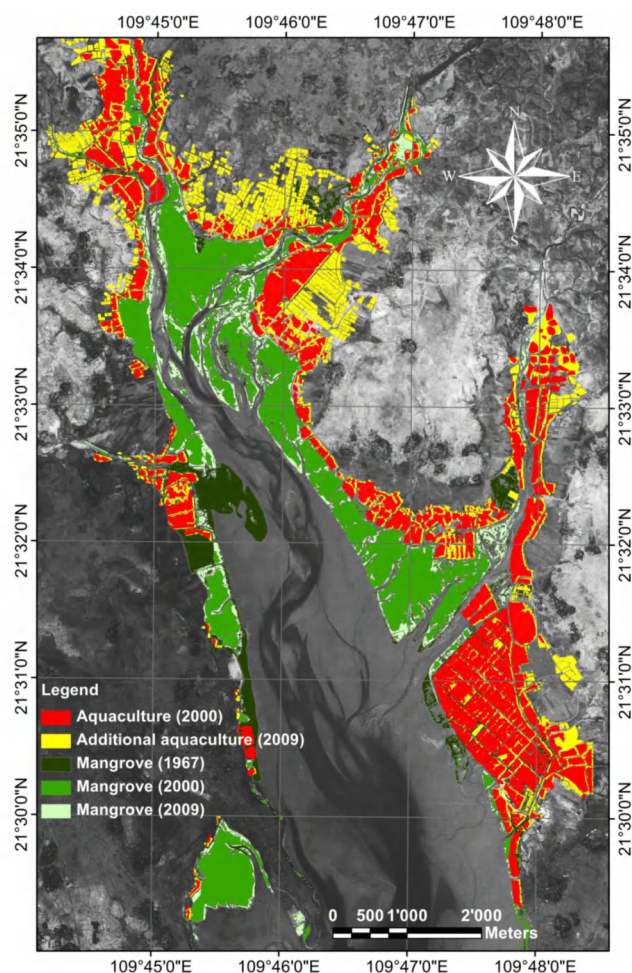 109°45'0"E 109°46'0"E 109°47'0"E 109°48'0"E
N
W E
S
21°35'0"N 21°35'0"N
21°34'0"N 21°34'0"N
21°33'0"N 21°33'0"N
21°32'0"N 21°32'0"N
21°31'0"N 21°31'0"N
Legend
Aquaculture (2000)
Additional aquaculture (2009)
Mangrove (1967)
Mangrove (2000)
Mangrove (2009)
21°30'0"N 21°30'0"N
0 500 1'000 2'000
Meters
109°45'0"E 109°46'0"E 109°47'0"E 109°48'0"E